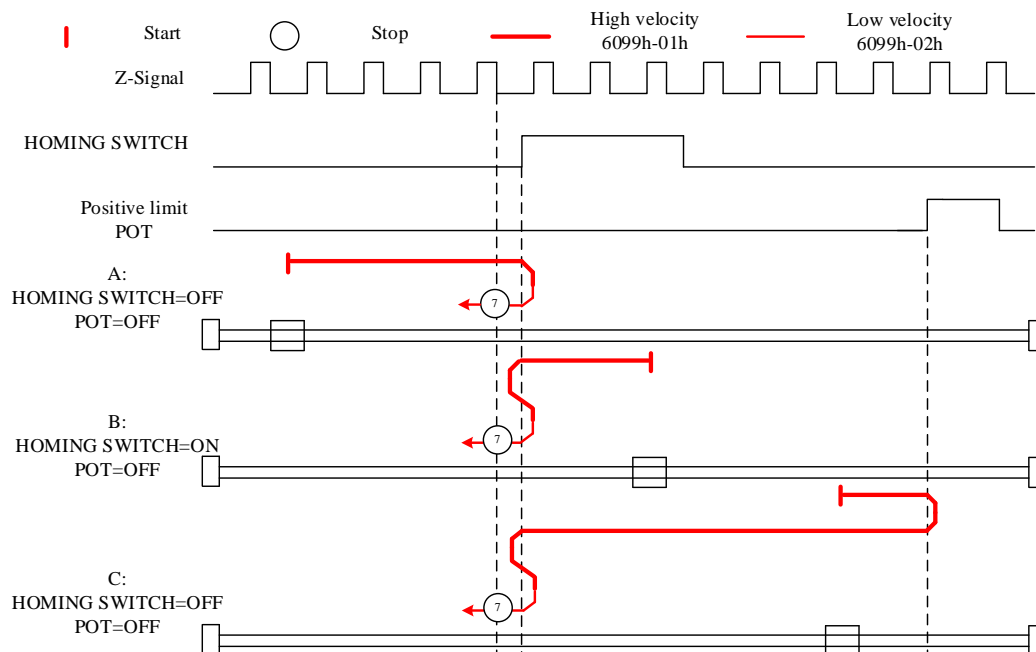 Start
Stop
High velocity
6099h-01h
Low velocity
6099h-02h
Z-Signal
HOMING SWITCH
Positive limit
POT
A:
HOMING SWITCH=OFF
POT=OFF
7
B:
HOMING SWITCH=ON
POT=OFF
7
C:
HOMING SWITCH=OFF
POT=OFF
7